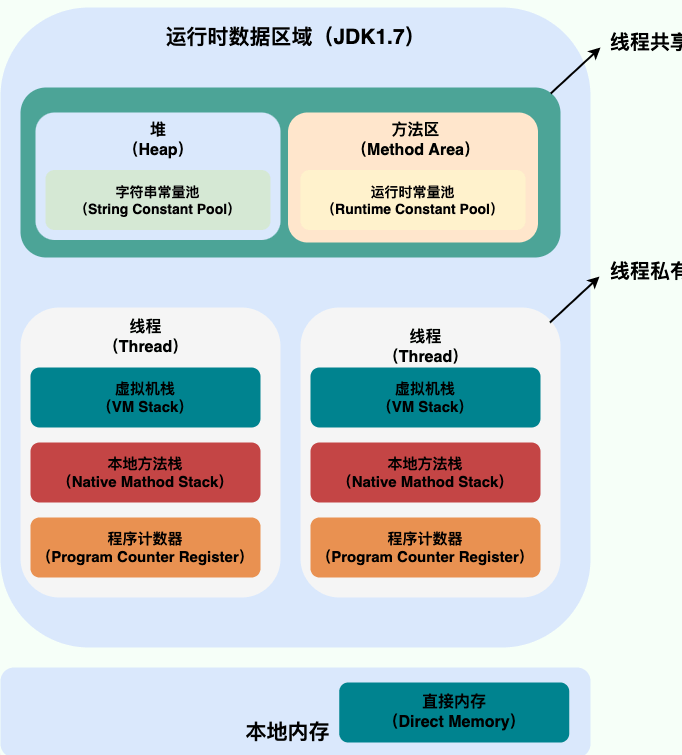 运行时数据区域（JDK1.7）
线程共享
堆
（Heap）
方法区
（Method Area）
字符串常量池
（String Constant Pool）
运行时常量池
（Runtime Constant Pool）
线程私有
线程
（Thread）
虚拟机栈
（VM Stack）
本地方法栈
（Native Mathod Stack）
程序计数器
（Program Counter Register）
线程
（Thread）
虚拟机栈
（VM Stack）
本地方法栈
（Native Mathod Stack）
程序计数器
（Program Counter Register）
本地内存
直接内存
（Direct Memory）